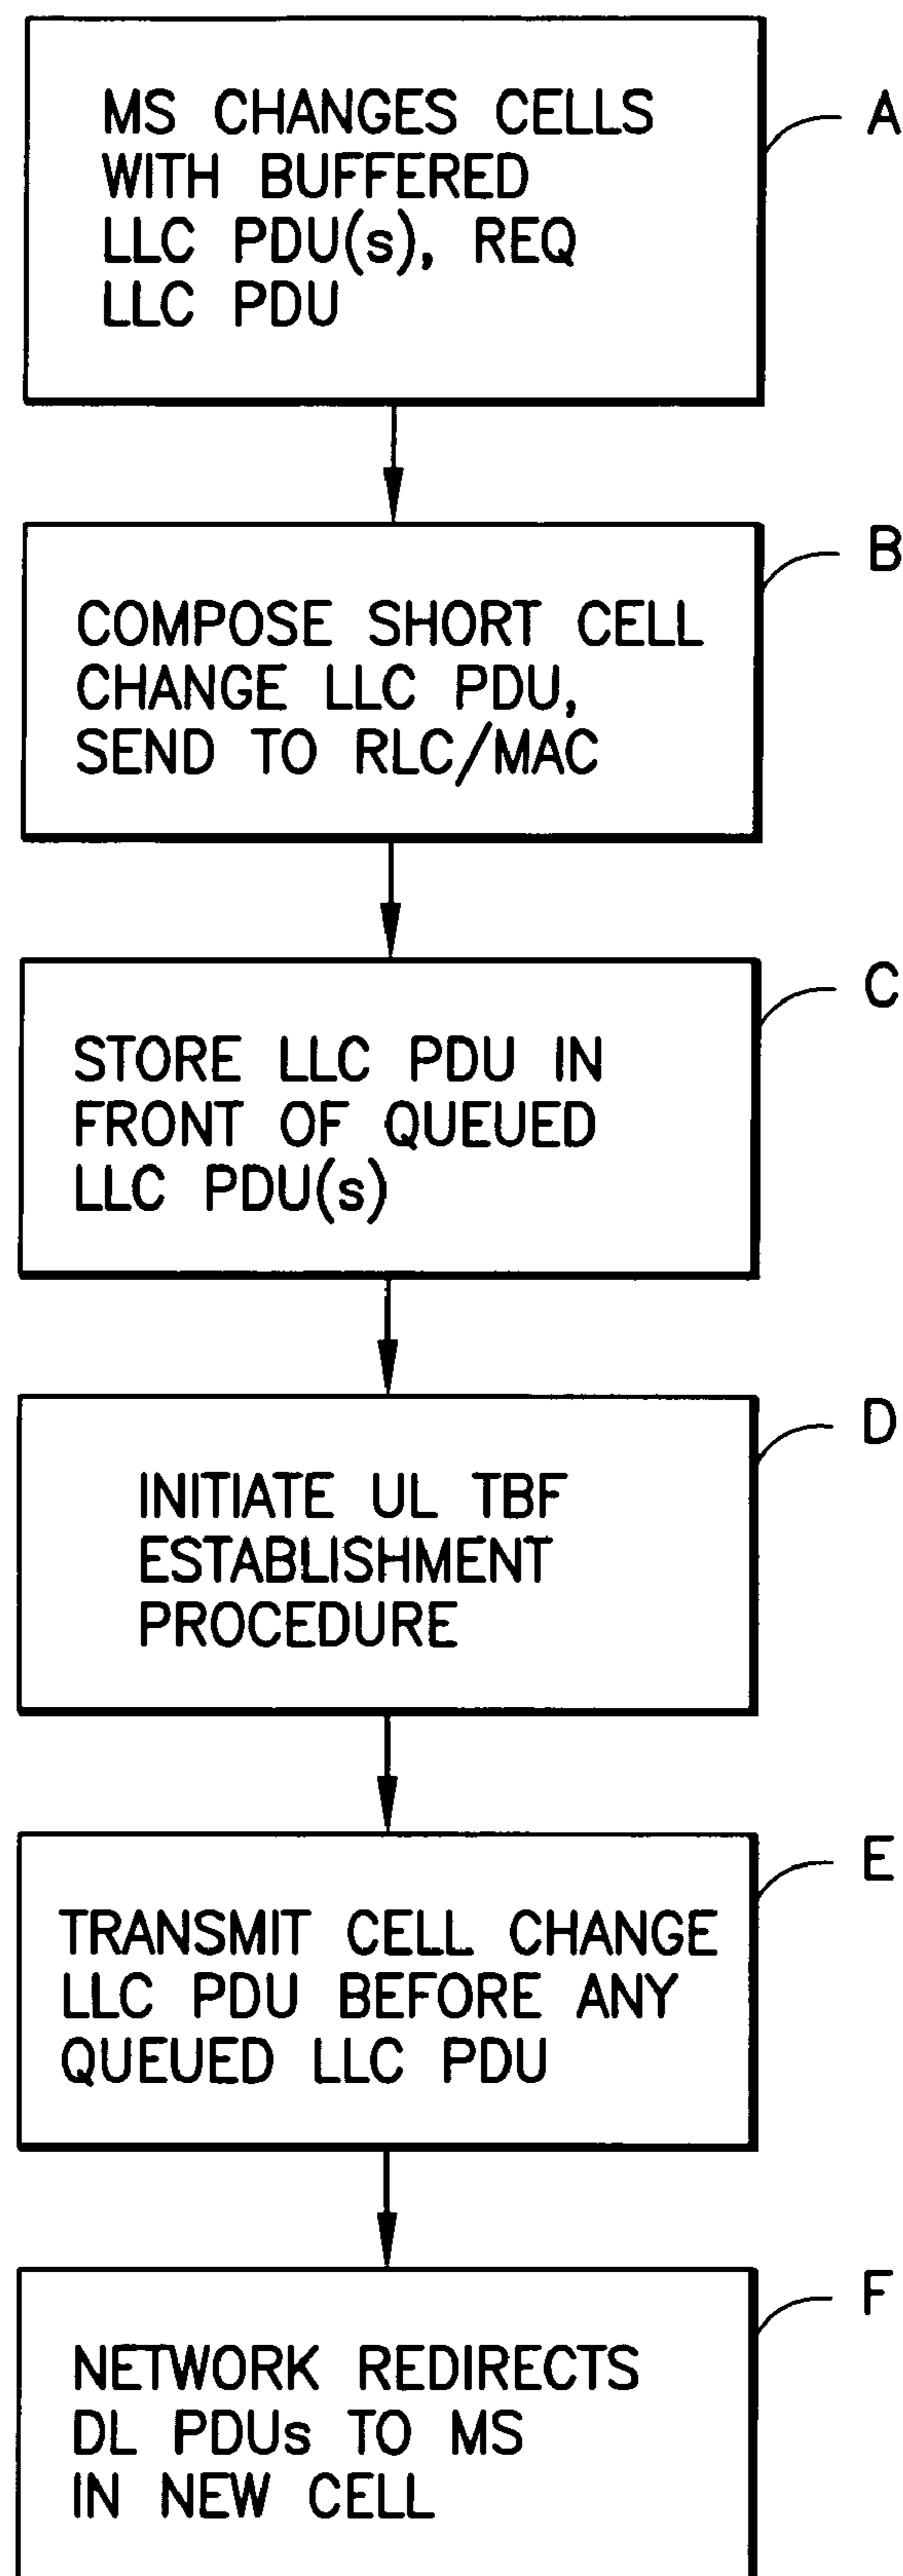 MS CHANGES CELLS
WITH BUFFERED
LLC PDU(s), REQ
LLC PDU
A
COMPOSE SHORT CELL
CHANGE LLC PDU,
SEND TO RLC/MAC
B
STORE LLC PDU IN
FRONT OF QUEUED
LLC PDU(s)
C
INITIATE UL TBF
ESTABLISHMENT
PROCEDURE
D
TRANSMIT CELL CHANGE
LLC PDU BEFORE ANY
QUEUED LLC PDU
E
NETWORK REDIRECTS
DL PDUs TO MS
IN NEW CELL
F